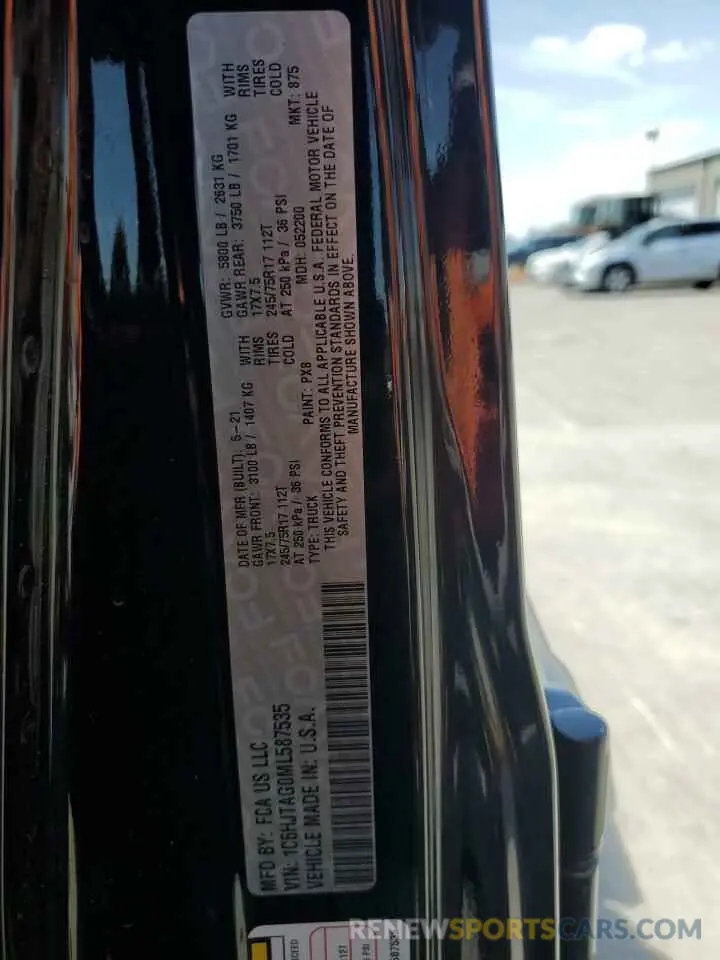 MFD BY: FCA US LLC
VIN: 1C6HJTAG0ML587535
VEHICLE MADE IN: U.S.A.
DATE OF MFR (BUILT): 5-21
GVWR: 5800 LB / 2631 KG
GAWR FRONT: 3100 LB / 1407 KG WITH
GAWR REAR: 3750 LB / 1701 KG WITH
17X7.5 RIMS
17X7.5 RIMS
245/75R17 112T TIRES
245/75R17 112T TIRES
AT 250 kPa / 36 PSI COLD
AT 250 kPa / 36 PSI COLD
TYPE: TRUCK PAINT: PX8 MDH: 052200 MKT: 875
THIS VEHICLE CONFORMS TO ALL APPLICABLE U.S.A. FEDERAL MOTOR VEHICLE
SAFETY AND THEFT PREVENTION STANDARDS IN EFFECT ON THE DATE OF
MANUFACTURE SHOWN ABOVE.
112T
PSI
587535
RENEWSPORTSCARS.COM